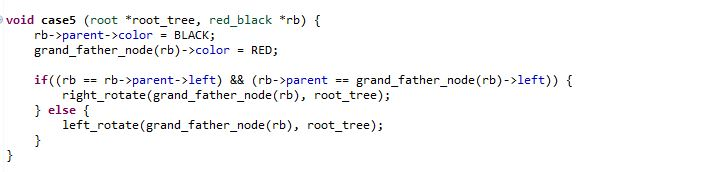 void case5 (root *root_tree, red_black *rb) {
    rb->parent->color = BLACK;
    grand_father_node(rb)->color = RED;

    if((rb == rb->parent->left) && (rb->parent == grand_father_node(rb)->left)) {
        right_rotate(grand_father_node(rb), root_tree);
    } else {
        left_rotate(grand_father_node(rb), root_tree);
    }
}